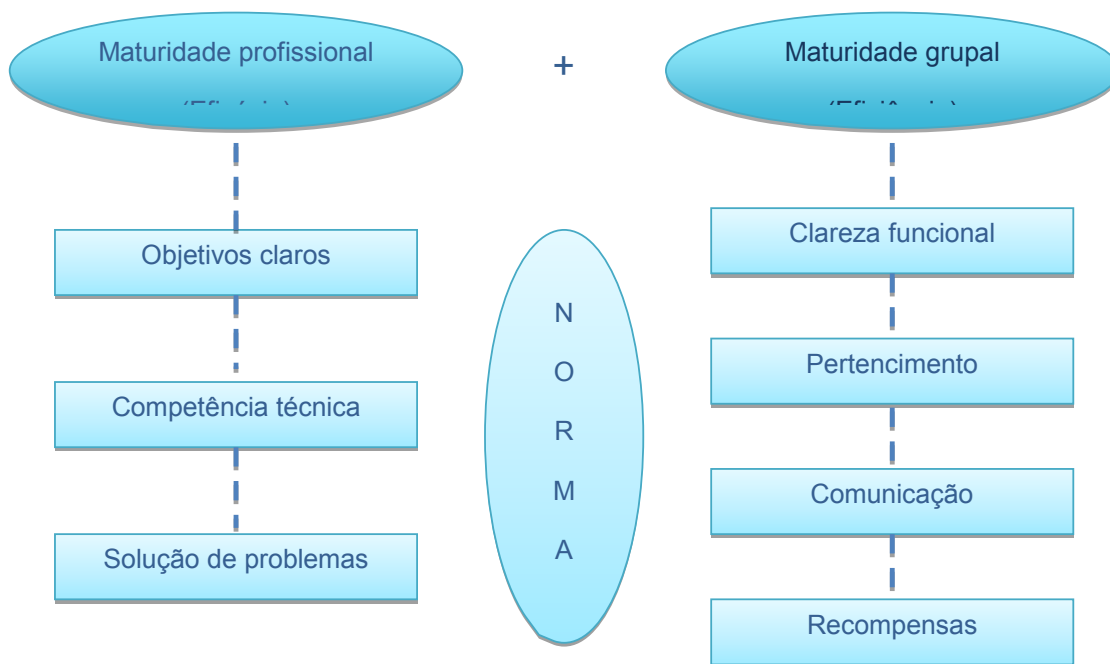 Maturidade profissional
+
Maturidade grupal
Objetivos claros
Competência técnica
Solução de problemas
N
O
R
M
A
Clareza funcional
Pertencimento
Comunicação
Recompensas